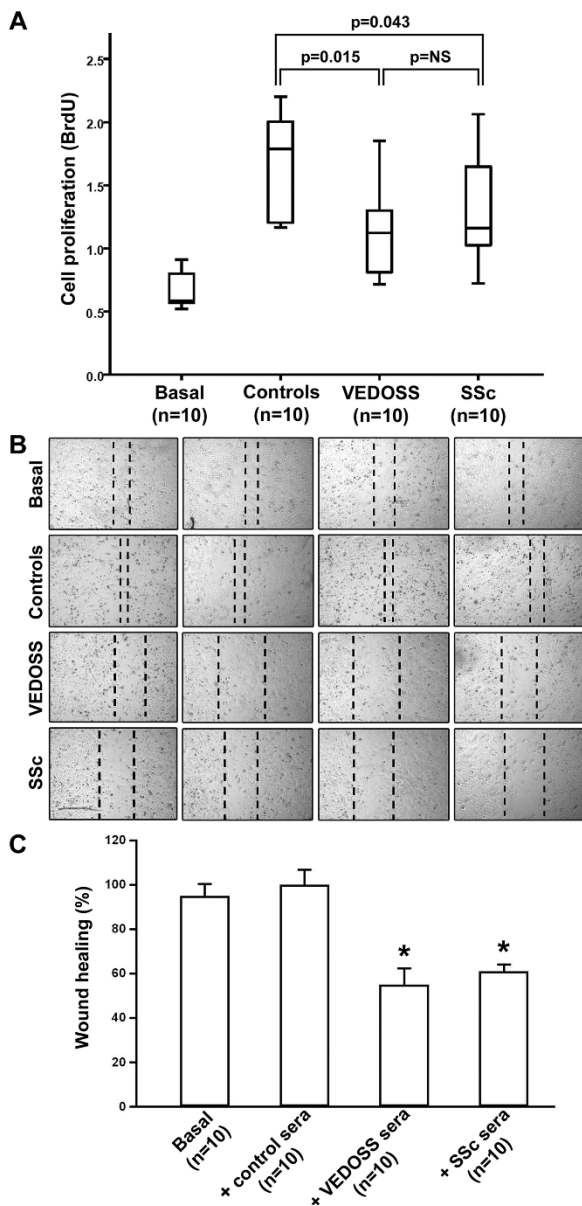 A
p=0.043
p=0.015
p=NS
Cell proliferation (BrdU)
2.5
2.0
1.5
1.0
0.5
0.0
Basal
(n=10)
Controls
(n=10)
VEDOSS
(n=10)
SSc
(n=10)
B
Basal
Controls
VEDOSS
SSc
C
Wound healing (%)
120
100
80
60
40
20
0
*
*
Basal
(n=10)
+ control sera
(n=10)
+ VEDOSS sera
(n=10)
+ SSc sera
(n=10)